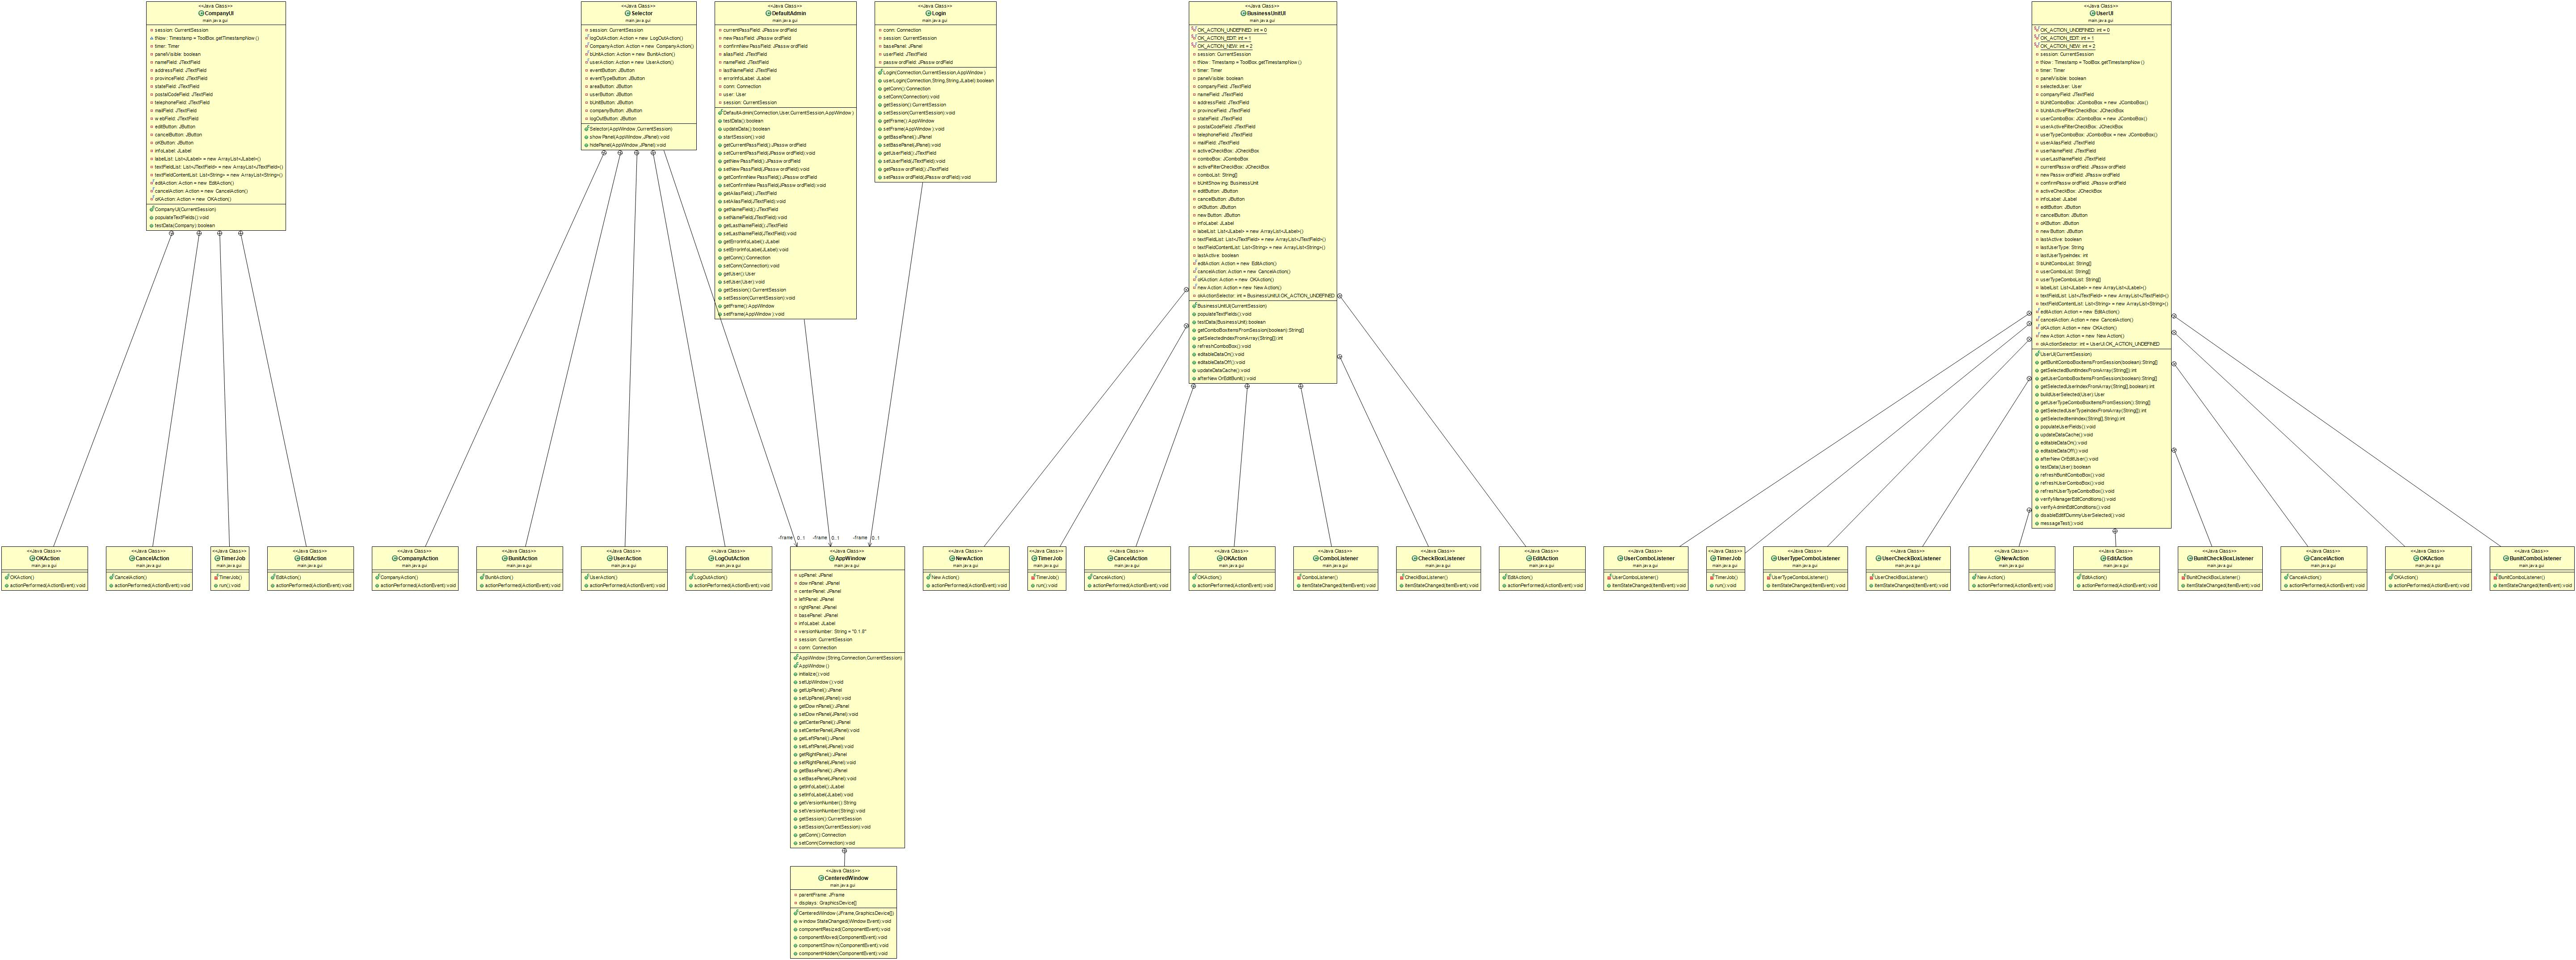 <<Java Class>>
CompanyUI
main.java.gui
session: CurrentSession
tNow : Timestamp = ToolBox.getTimestampNow()
timer: Timer
panelVisible: boolean
nameField: JTextField
addressField: JTextField
provinceField: JTextField
stateField: JTextField
postalCodeField: JTextField
telephoneField: JTextField
mailField: JTextField
webField: JTextField
editButton: JButton
cancelButton: JButton
oKButton: JButton
infoLabel: JLabel
labelList: List<JLabel> = new ArrayList<JLabel>()
textFieldList: List<JTextField> = new ArrayList<JTextField>()
textFieldContentList: List<String> = new ArrayList<String>()
editAction: Action = new EditAction()
cancelAction: Action = new CancelAction()
oKAction: Action = new OKAction()
CompanyUI(CurrentSession)
populateTextFields():void
testData(Company):boolean
<<Java Class>>
Selector
main.java.gui
session: CurrentSession
logOutAction: Action = new LogOutAction()
CompanyAction: Action = new CompanyAction()
bUnitAction: Action = new BunitAction()
userAction: Action = new UserAction()
eventButton: JButton
eventTypeButton: JButton
areaButton: JButton
userButton: JButton
bUnitButton: JButton
companyButton: JButton
logOutButton: JButton
Selector(AppWindow,CurrentSession)
showPanel(AppWindow,JPanel):void
hidePanel(AppWindow,JPanel):void
<<Java Class>>
DefaultAdmin
main.java.gui
currentPassField: JPasswordField
newPassField: JPasswordField
confirmNewPassField: JPasswordField
aliasField: JTextField
nameField: JTextField
lastNameField: JTextField
errorInfoLabel: JLabel
conn: Connection
user: User
session: CurrentSession
DefaultAdmin(Connection,User,CurrentSession,AppWindow)
testData():boolean
updateData():boolean
startSession():void
getCurrentPassField():JPasswordField
setCurrentPassField(JPasswordField):void
getNewPassField():JPasswordField
setNewPassField(JPasswordField):void
getConfirmNewPassField():JPasswordField
setConfirmNewPassField(JPasswordField):void
getAliasField():JTextField
setAliasField(JTextField):void
getNameField():JTextField
setNameField(JTextField):void
getLastNameField():JTextField
setLastNameField(JTextField):void
getErrorInfoLabel():JLabel
setErrorInfoLabel(JLabel):void
getConn():Connection
setConn(Connection):void
getUser():User
setUser(User):void
getSession():CurrentSession
setSession(CurrentSession):void
getFrame():AppWindow
setFrame(AppWindow):void
<<Java Class>>
Login
main.java.gui
conn: Connection
session: CurrentSession
basePanel: JPanel
userField: JTextField
passwordField: JPasswordField
Login(Connection,CurrentSession,AppWindow)
userLogin(Connection,String,String,JLabel):boolean
getConn():Connection
setConn(Connection):void
getSession():CurrentSession
setSession(CurrentSession):void
getFrame():AppWindow
setFrame(AppWindow):void
getBasePanel():JPanel
setBasePanel(JPanel):void
getUserField():JTextField
setUserField(JTextField):void
getPasswordField():JTextField
setPasswordField(JPasswordField):void
<<Java Class>>
BusinessUnitUI
main.java.gui
OK_ACTION_UNDEFINED: int = 0
OK_ACTION_EDIT: int = 1
OK_ACTION_NEW: int = 2
session: CurrentSession
tNow: Timestamp = ToolBox.getTimestampNow()
timer: Timer
panelVisible: boolean
companyField: JTextField
nameField: JTextField
addressField: JTextField
provinceField: JTextField
stateField: JTextField
postalCodeField: JTextField
telephoneField: JTextField
mailField: JTextField
activeCheckBox: JCheckBox
comboBox: JComboBox
activeFilterCheckBox: JCheckBox
comboList: String[]
bUnitShowing: BusinessUnit
editButton: JButton
cancelButton: JButton
oKButton: JButton
newButton: JButton
infoLabel: JLabel
labelList: List<JLabel> = new ArrayList<JLabel>()
textFieldList: List<JTextField> = new ArrayList<JTextField>()
textFieldContentList: List<String> = new ArrayList<String>()
lastActive: boolean
editAction: Action = new EditAction()
cancelAction: Action = new CancelAction()
oKAction: Action = new OKAction()
newAction: Action = new NewAction()
okActionSelector: int = BusinessUnitUI.OK_ACTION_UNDEFINED
BusinessUnitUI(CurrentSession)
populateTextFields():void
testData(BusinessUnit):boolean
getComboBoxItemsFromSession(boolean):String[]
getSelectedIndexFromArray(String[]):int
refreshComboBox():void
editableDataOn():void
editableDataOff():void
updateDataCache():void
afterNewOrEditBunit():void
<<Java Class>>
UserUI
main.java.gui
OK_ACTION_UNDEFINED: int = 0
OK_ACTION_EDIT: int = 1
OK_ACTION_NEW: int = 2
session: CurrentSession
tNow: Timestamp = ToolBox.getTimestampNow()
timer: Timer
panelVisible: boolean
selectedUser: User
companyField: JTextField
bUnitComboBox: JComboBox = new JComboBox()
bUnitActiveFilterCheckBox: JCheckBox
userComboBox: JComboBox = new JComboBox()
userActiveFilterCheckBox: JCheckBox
userTypeComboBox: JComboBox = new JComboBox()
userAliasField: JTextField
userNameField: JTextField
userLastNameField: JTextField
currentPasswordField: JPasswordField
newPasswordField: JPasswordField
confirmPasswordField: JPasswordField
activeCheckBox: JCheckBox
infoLabel: JLabel
editButton: JButton
cancelButton: JButton
oKButton: JButton
newButton: JButton
lastActive: boolean
lastUserType: String
lastUserTypeIndex: int
bUnitComboList: String[]
userComboList: String[]
userTypeComboList: String[]
labelList: List<JLabel> = new ArrayList<JLabel>()
textFieldList: List<JTextField> = new ArrayList<JTextField>()
textFieldContentList: List<String> = new ArrayList<String>()
editAction: Action = new EditAction()
cancelAction: Action = new CancelAction()
oKAction: Action = new OKAction()
newAction: Action = new NewAction()
okActionSelector: int = UserUI.OK_ACTION_UNDEFINED
UserUI(CurrentSession)
getBunitComboBoxItemsFromSession(boolean):String[]
getSelectedBunitIndexFromArray(String[]):int
getUserComboBoxItemsFromSession(boolean):String[]
getSelectedUserIndexFromArray(String[],boolean):int
buildUserSelected(User):User
getUserTypeComboBoxItemsFromSession():String[]
getSelectedUserTypeIndexFromArray(String[]):int
getSelectedItemIndex(String[],String):int
populateUserFields():void
updateDataCache():void
editableDataOn():void
editableDataOff():void
afterNewOrEditUser():void
testData(User):boolean
refreshBunitComboBox():void
refreshUserComboBox():void
refreshUserTypeComboBox():void
verifyManagerEditConditions():void
verifyAdminEditConditions():void
disableEditIfDummyUserSelected():void
messageTest():void
-frame 0..1
-frame 0..1
-frame 0..1
<<Java Class>>
OKAction
main.java.gui
OKAction()
actionPerformed(ActionEvent):void
<<Java Class>>
CancelAction
main.java.gui
CancelAction()
actionPerformed(ActionEvent):void
<<Java Class>>
TimerJob
main.java.gui
TimerJob()
run():void
<<Java Class>>
EditAction
main.java.gui
EditAction()
actionPerformed(ActionEvent):void
<<Java Class>>
CompanyAction
main.java.gui
CompanyAction()
actionPerformed(ActionEvent):void
<<Java Class>>
BunitAction
main.java.gui
BunitAction()
actionPerformed(ActionEvent):void
<<Java Class>>
UserAction
main.java.gui
UserAction()
actionPerformed(ActionEvent):void
<<Java Class>>
LogOutAction
main.java.gui
LogOutAction()
actionPerformed(ActionEvent):void
<<Java Class>>
AppWindow
main.java.gui
upPanel: JPanel
downPanel: JPanel
centerPanel: JPanel
leftPanel: JPanel
rightPanel: JPanel
basePanel: JPanel
infoLabel: JLabel
versionNumber: String = "0.1.8"
session: CurrentSession
conn: Connection
AppWindow(String,Connection,CurrentSession)
AppWindow()
initialize():void
setUpWindow():void
getUpPanel():JPanel
setUpPanel(JPanel):void
getDownPanel():JPanel
setDownPanel(JPanel):void
getCenterPanel():JPanel
setCenterPanel(JPanel):void
getLeftPanel():JPanel
setLeftPanel(JPanel):void
getRightPanel():JPanel
setRightPanel(JPanel):void
getBasePanel():JPanel
setBasePanel(JPanel):void
getInfoLabel():JLabel
setInfoLabel(JLabel):void
getVersionNumber():String
setVersionNumber(String):void
getSession():CurrentSession
setSession(CurrentSession):void
getConn():Connection
setConn(Connection):void
<<Java Class>>
NewAction
main.java.gui
NewAction()
actionPerformed(ActionEvent):void
<<Java Class>>
TimerJob
main.java.gui
TimerJob()
run():void
<<Java Class>>
CancelAction
main.java.gui
CancelAction()
actionPerformed(ActionEvent):void
<<Java Class>>
OKAction
main.java.gui
OKAction()
actionPerformed(ActionEvent):void
<<Java Class>>
ComboListener
main.java.gui
ComboListener()
itemStateChanged(ItemEvent):void
<<Java Class>>
CheckBoxListener
main.java.gui
CheckBoxListener()
itemStateChanged(ItemEvent):void
<<Java Class>>
EditAction
main.java.gui
EditAction()
actionPerformed(ActionEvent):void
<<Java Class>>
UserComboListener
main.java.gui
UserComboListener()
itemStateChanged(ItemEvent):void
<<Java Class>>
TimerJob
main.java.gui
TimerJob()
run():void
<<Java Class>>
UserTypeComboListener
main.java.gui
UserTypeComboListener()
itemStateChanged(ItemEvent):void
<<Java Class>>
UserCheckBoxListener
main.java.gui
UserCheckBoxListener()
itemStateChanged(ItemEvent):void
<<Java Class>>
NewAction
main.java.gui
NewAction()
actionPerformed(ActionEvent):void
<<Java Class>>
EditAction
main.java.gui
EditAction()
actionPerformed(ActionEvent):void
<<Java Class>>
BunitCheckBoxListener
main.java.gui
BunitCheckBoxListener()
itemStateChanged(ItemEvent):void
<<Java Class>>
CancelAction
main.java.gui
CancelAction()
actionPerformed(ActionEvent):void
<<Java Class>>
OKAction
main.java.gui
OKAction()
actionPerformed(ActionEvent):void
<<Java Class>>
BunitComboListener
main.java.gui
BunitComboListener()
itemStateChanged(ItemEvent):void
<<Java Class>>
CenteredWindow
main.java.gui
parentFrame: JFrame
displays: GraphicsDevice[]
CenteredWindow(JFrame,GraphicsDevice[])
windowStateChanged(WindowEvent):void
componentResized(ComponentEvent):void
componentMoved(ComponentEvent):void
componentShown(ComponentEvent):void
componentHidden(ComponentEvent):void